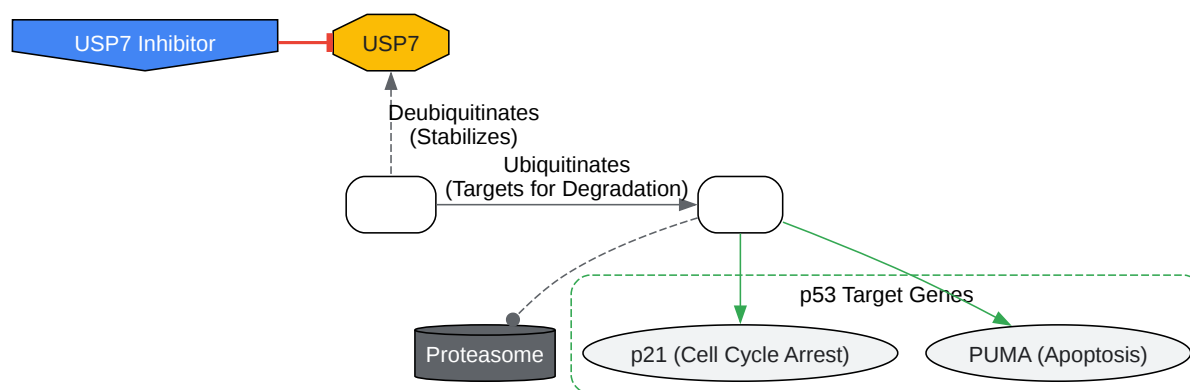 USP7 Inhibitor
USP7
Deubiquitinates
(Stabilizes)
Ubiquitinates
(Targets for Degradation)
p53 Target Genes
Proteasome
p21 (Cell Cycle Arrest)
PUMA (Apoptosis)